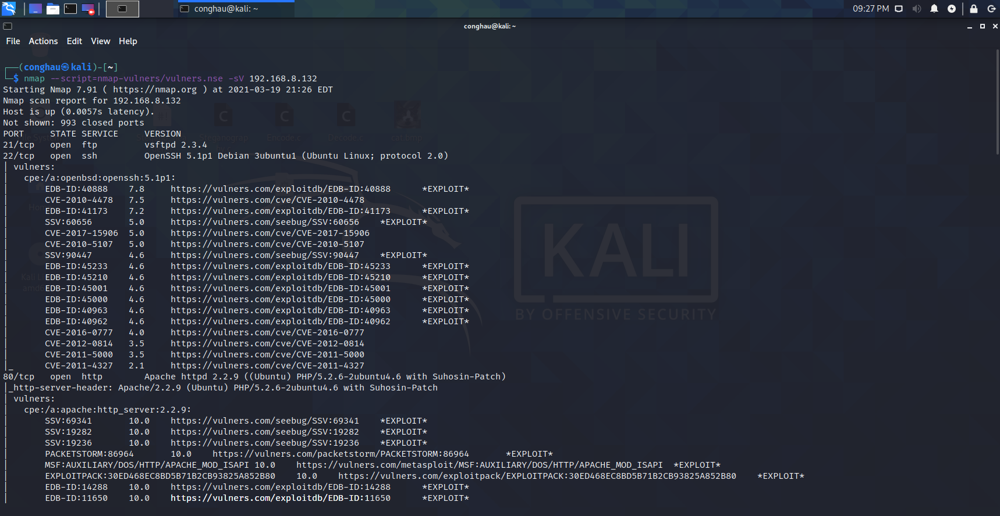 conghau@kali: ~
09:27 PM
conghau@kali: ~
File Actions Edit View Help
(conghau㉿kali)-[~]
$ nmap --script=nmap-vulners/vulners.nse -sV 192.168.8.132
Starting Nmap 7.91 ( https://nmap.org ) at 2021-03-19 21:26 EDT
Nmap scan report for 192.168.8.132
Host is up (0.0057s latency).
Not shown: 993 closed ports
PORT STATE SERVICE VERSION
21/tcp open ftp vsftpd 2.3.4
22/tcp open ssh OpenSSH 5.1p1 Debian 3ubuntu1 (Ubuntu Linux; protocol 2.0)
| vulners:
| cpe:/a:openbsd:openssh:5.1p1:
| EDB-ID:40888 7.8 https://vulners.com/exploitdb/EDB-ID:40888 *EXPLOIT*
| CVE-2010-4478 7.5 https://vulners.com/cve/CVE-2010-4478
| EDB-ID:41173 7.2 https://vulners.com/exploitdb/EDB-ID:41173 *EXPLOIT*
| SSV:60656 5.0 https://vulners.com/seebug/SSV:60656 *EXPLOIT*
| CVE-2017-15906 5.0 https://vulners.com/cve/CVE-2017-15906
| CVE-2010-5107 5.0 https://vulners.com/cve/CVE-2010-5107
| SSV:90447 4.6 https://vulners.com/seebug/SSV:90447 *EXPLOIT*
| EDB-ID:45233 4.6 https://vulners.com/exploitdb/EDB-ID:45233 *EXPLOIT*
| EDB-ID:45210 4.6 https://vulners.com/exploitdb/EDB-ID:45210 *EXPLOIT*
| EDB-ID:45001 4.6 https://vulners.com/exploitdb/EDB-ID:45001 *EXPLOIT*
| EDB-ID:45000 4.6 https://vulners.com/exploitdb/EDB-ID:45000 *EXPLOIT*
| EDB-ID:40963 4.6 https://vulners.com/exploitdb/EDB-ID:40963 *EXPLOIT*
| EDB-ID:40962 4.6 https://vulners.com/exploitdb/EDB-ID:40962 *EXPLOIT*
| CVE-2016-0777 4.0 https://vulners.com/cve/CVE-2016-0777
| CVE-2012-0814 3.5 https://vulners.com/cve/CVE-2012-0814
| CVE-2011-5000 3.5 https://vulners.com/cve/CVE-2011-5000
|_ CVE-2011-4327 2.1 https://vulners.com/cve/CVE-2011-4327
80/tcp open http Apache httpd 2.2.9 ((Ubuntu) PHP/5.2.6-2ubuntu4.6 with Suhosin-Patch)
|_http-server-header: Apache/2.2.9 (Ubuntu) PHP/5.2.6-2ubuntu4.6 with Suhosin-Patch
| vulners:
| cpe:/a:apache:http_server:2.2.9:
| SSV:69341 10.0 https://vulners.com/seebug/SSV:69341 *EXPLOIT*
| SSV:19282 10.0 https://vulners.com/seebug/SSV:19282 *EXPLOIT*
| SSV:19236 10.0 https://vulners.com/seebug/SSV:19236 *EXPLOIT*
| PACKETSTORM:86964 10.0 https://vulners.com/packetstorm/PACKETSTORM:86964 *EXPLOIT*
| MSF:AUXILIARY/DOS/HTTP/APACHE_MOD_ISAPI 10.0 https://vulners.com/metasploit/MSF:AUXILIARY/DOS/HTTP/APACHE_MOD_ISAPI *EXPLOIT*
| EXPLOITPACK:30ED468EC8BD5B71B2CB93825A852B80 10.0 https://vulners.com/exploitpack/EXPLOITPACK:30ED468EC8BD5B71B2CB93825A852B80 *EXPLOIT*
| EDB-ID:14288 10.0 https://vulners.com/exploitdb/EDB-ID:14288 *EXPLOIT*
| EDB-ID:11650 10.0 https://vulners.com/exploitdb/EDB-ID:11650 *EXPLOIT*
Encode.c
Decode.c
cat.bmp
KALI
BY OFFENSIVE SECURITY